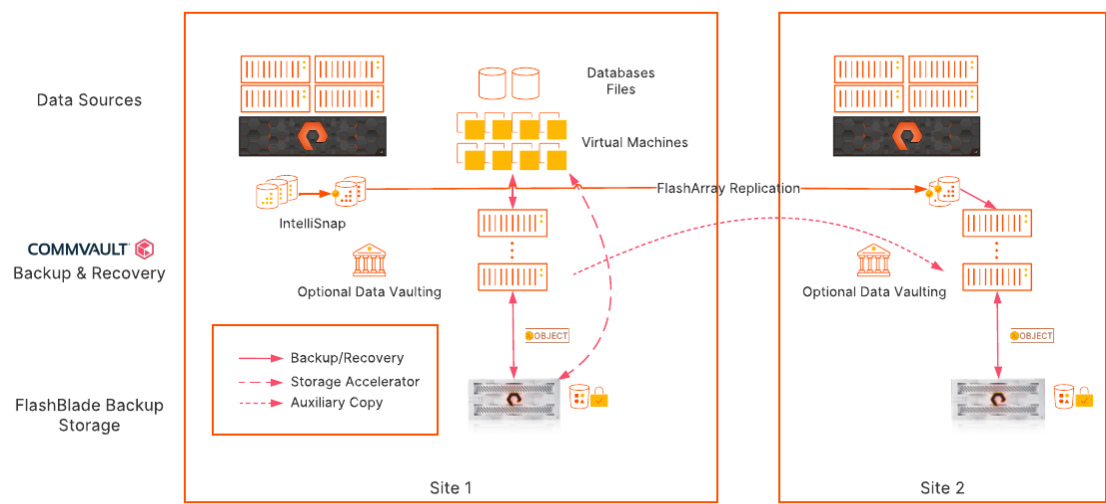 Data Sources
Databases
Files
Virtual Machines
FlashArray Replication
IntelliSnap
COMMVAULT
Backup & Recovery
Optional Data Vaulting
Optional Data Vaulting
OBJECT
OBJECT
Backup/Recovery
Storage Accelerator
Auxiliary Copy
FlashBlade Backup
Storage
Site 1
Site 2